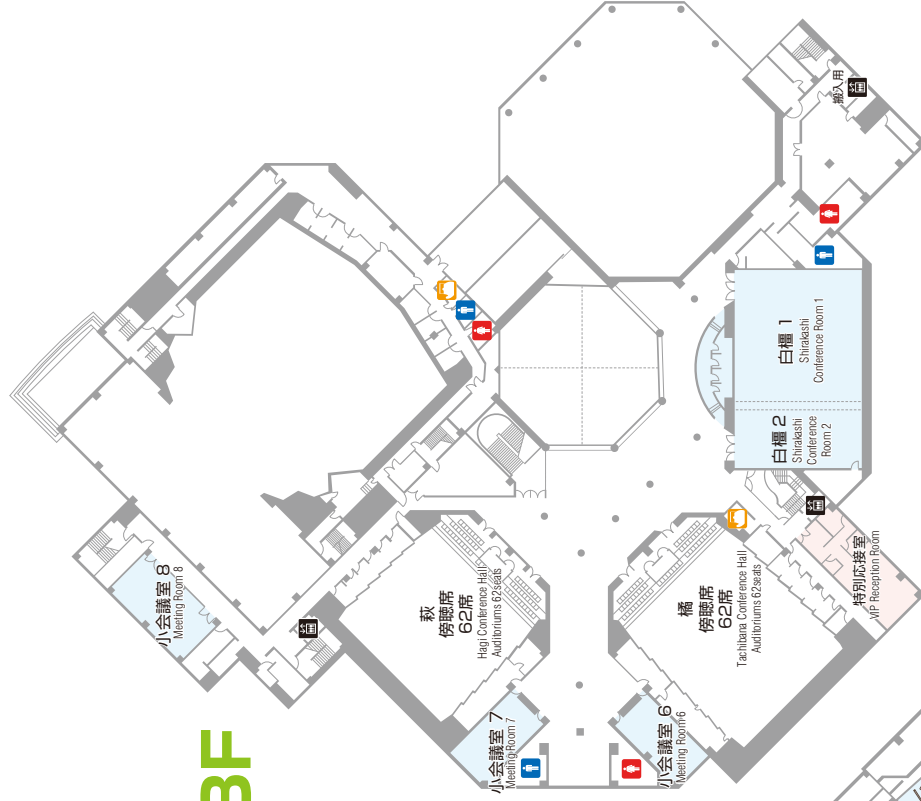 3F
小会議室 8
Meeting Room 8
萩
傍聴席
62席
Hagi Conference Hall
Auditoriums 62seats
小会議室 7
Meeting Room 7
橘
傍聴席
62席
Tachibana Conference Hall
Auditoriums 62seats
小会議室 6
Meeting Room 6
特別応接室
VIP Reception Room
白橿 2
Shirakashi
Conference
Room 2
白橿 1
Shirakashi
Conference Room 1
搬入用